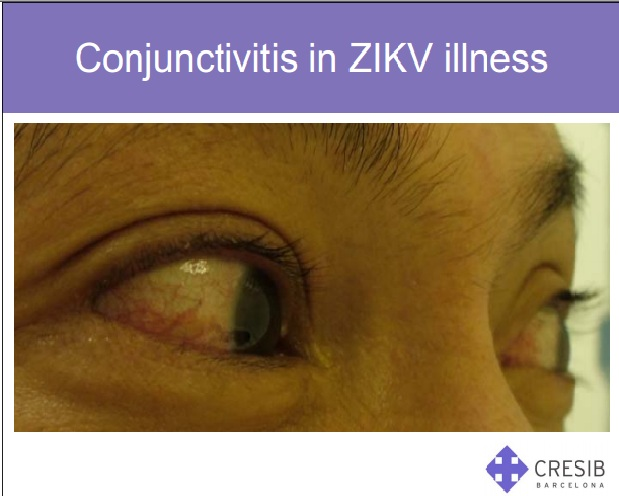 Conjunctivitis in ZIKV illness
CRESIB
BARCELONA